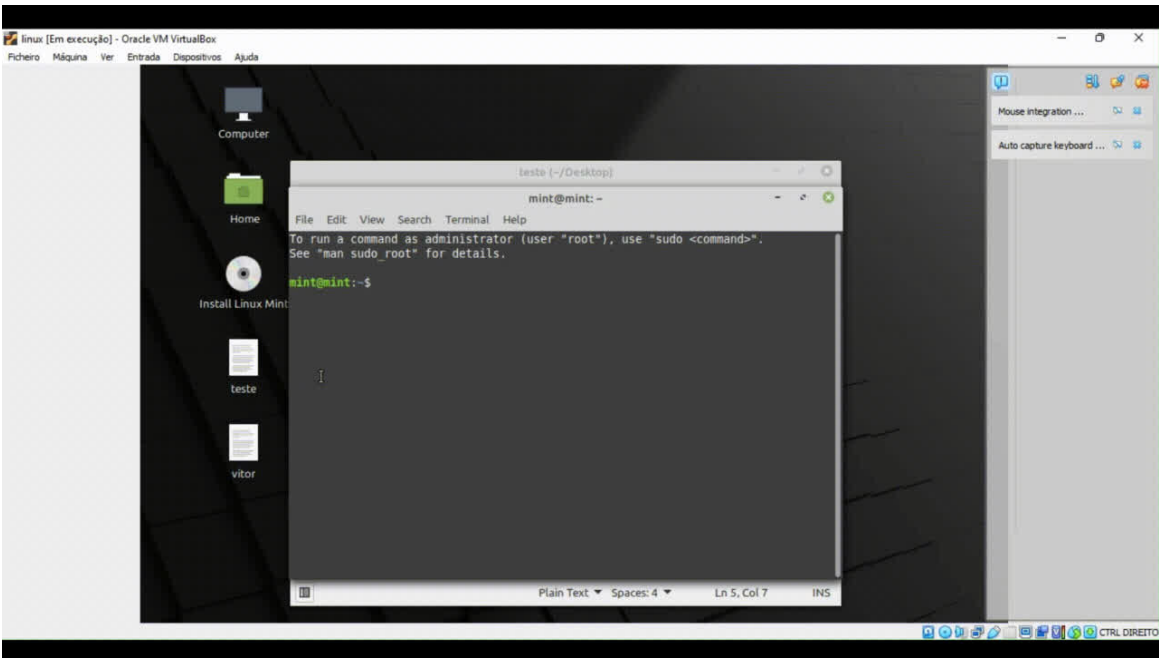 linux [Em execução] - Oracle VM VirtualBox
Ficheiro Máquina Ver Entrada Dispositivos Ajuda
Computer
Home
Install Linux Mint
teste
vitor
teste (~/Desktop)
mint@mint: ~
File Edit View Search Terminal Help
To run a command as administrator (user "root"), use "sudo <command>".
See "man sudo_root" for details.
mint@mint:~$
Plain Text Spaces: 4 Ln 5, Col 7 INS
Mouse integration ...
Auto capture keyboard ...
CTRL DIREITO